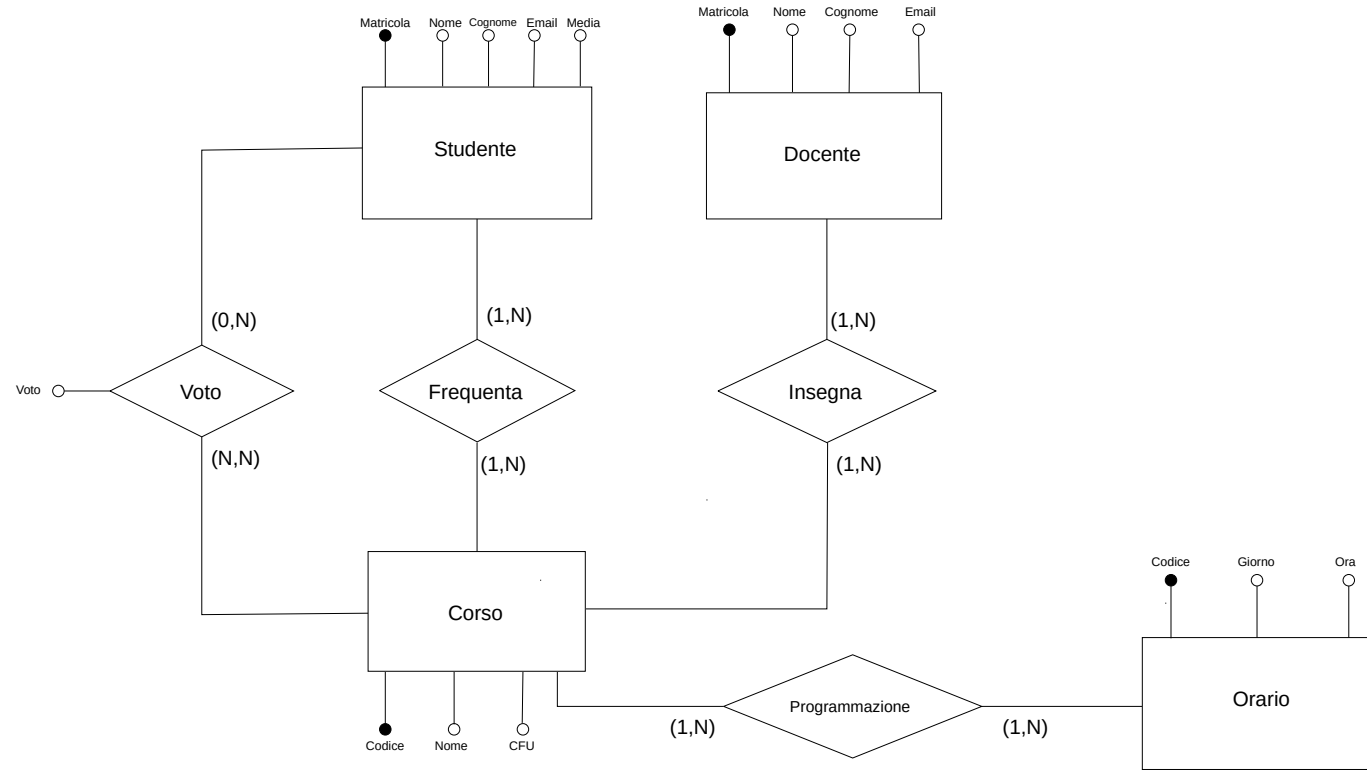 Matricola Nome Cognome Email Media
Matricola Nome Cognome Email
Studente
Docente
(0,N)
(1,N)
(1,N)
Voto
Voto
Frequenta
Insegna
(N,N)
(1,N)
(1,N)
Codice Giorno Ora
Corso
Orario
Programmazione
(1,N)
(1,N)
Codice Nome CFU